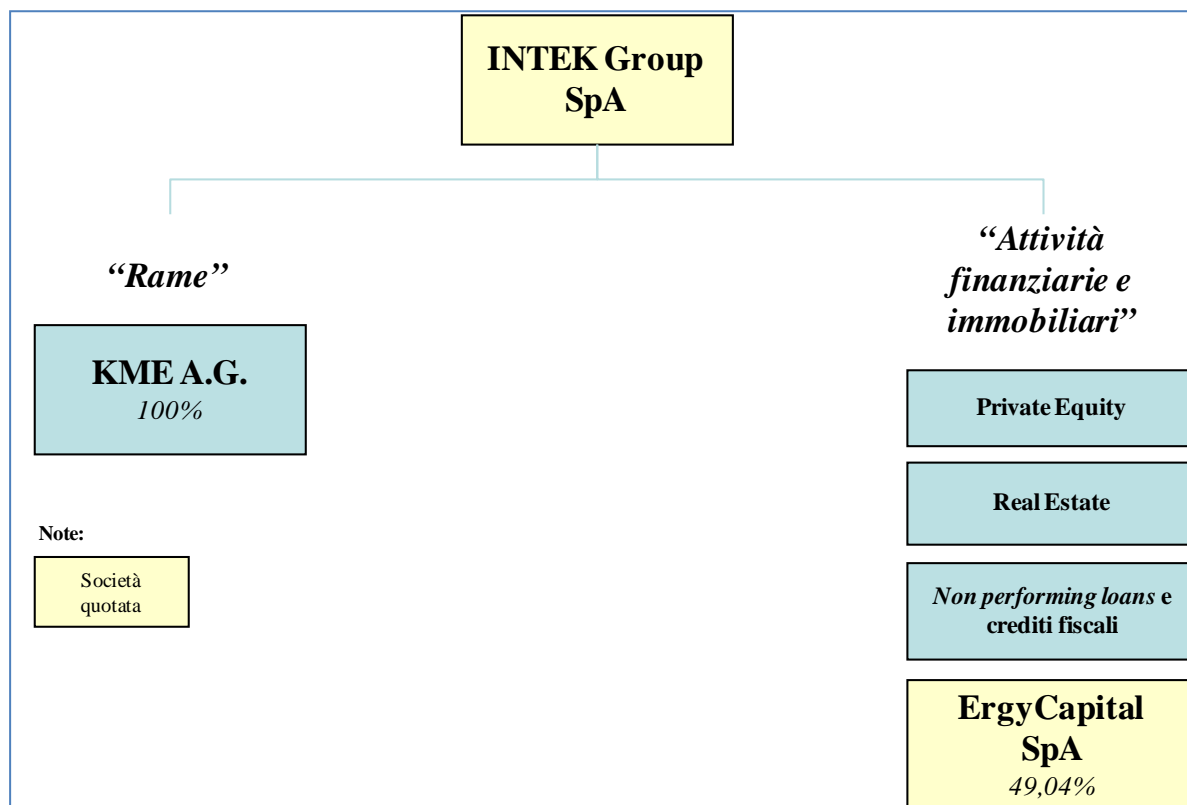 INTEK Group
SpA
“Rame”
KME A.G.
100%
Note:
Società
quotata
“Attività
finanziarie e
immobiliari”
Private Equity
Real Estate
Non performing loans e
crediti fiscali
ErgyCapital
SpA
49,04%